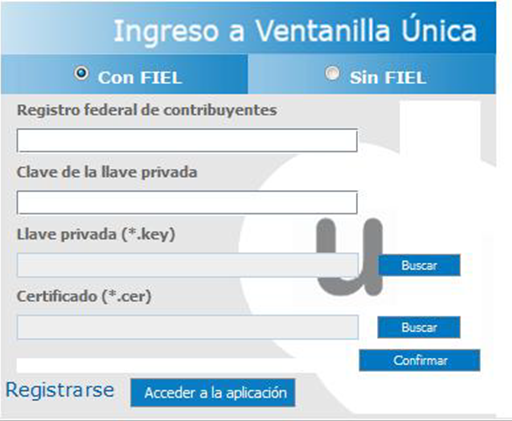 Ingreso a Ventanilla Única
Con FIEL Sin FIEL
Registro federal de contribuyentes
Clave de la llave privada
Llave privada (*.key)
u
Buscar
Certificado (*.cer)
Buscar
Confirmar
Registrarse Acceder a la aplicación